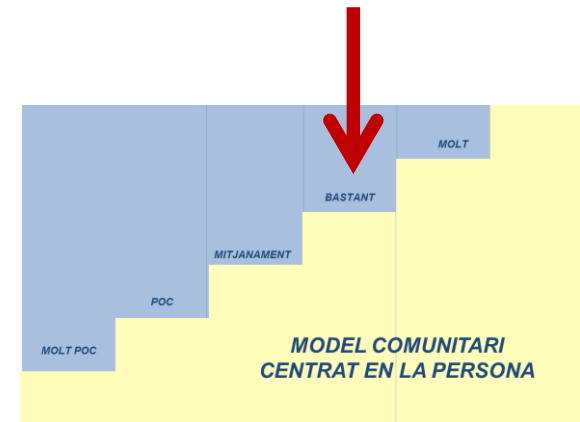 MOLT
BASTANT
MITJANAMENT
POC
MOLT POC
MODEL COMUNITARI
CENTRAT EN LA PERSONA